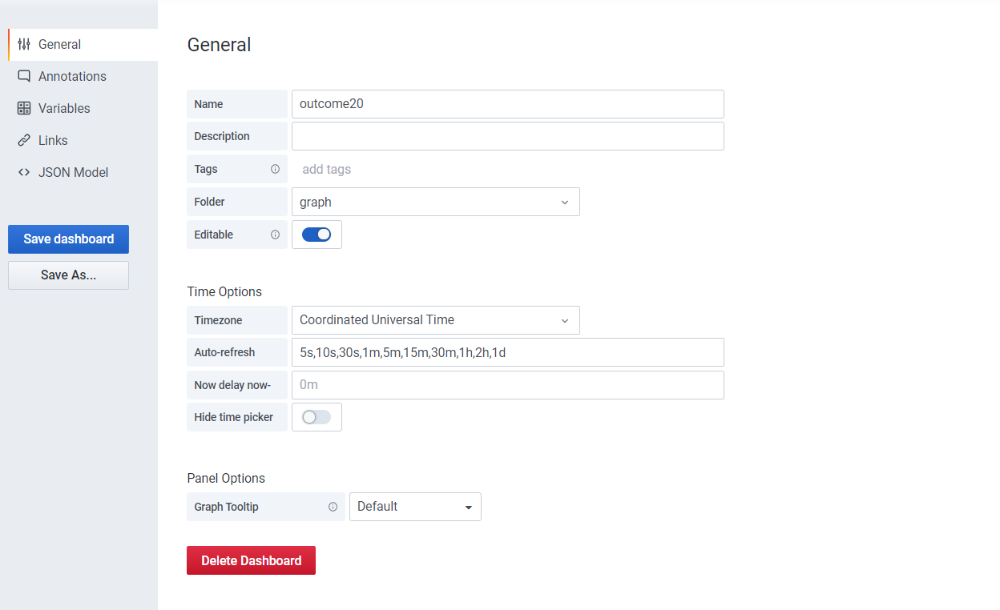 General
Annotations
Variables
Links
JSON Model
Save dashboard
Save As...
General
Name
outcome20
Description
Tags
add tags
Folder
graph
Editable
Time Options
Timezone
Coordinated Universal Time
Auto-refresh
5s,10s,30s,1m,5m,15m,30m,1h,2h,1d
Now delay now-
0m
Hide time picker
Panel Options
Graph Tooltip
Default
Delete Dashboard